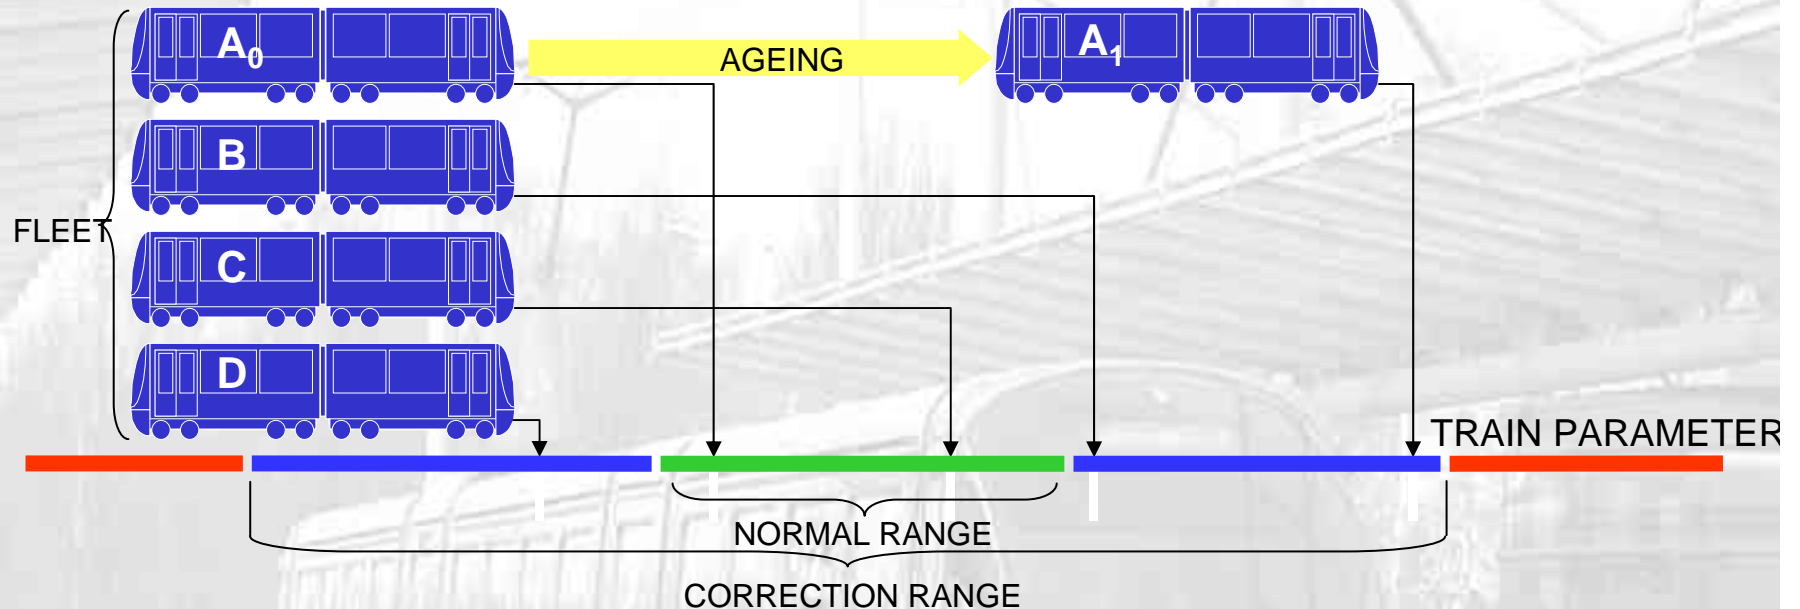 A0
AGEING
A1
B
FLEET
C
D
TRAIN PARAMETER
NORMAL RANGE
CORRECTION RANGE